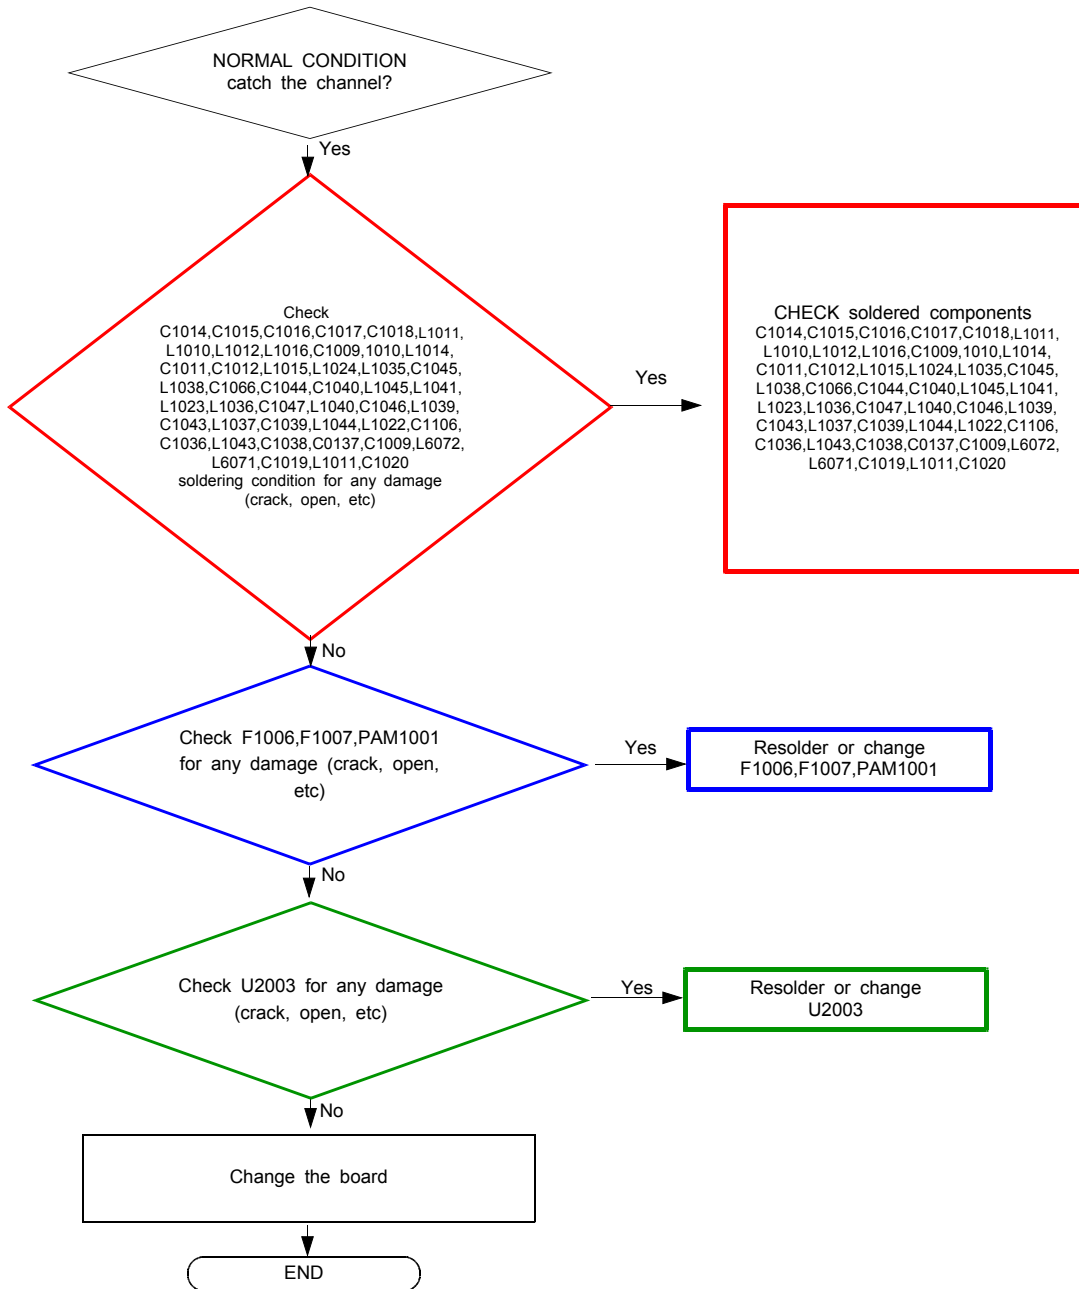 NORMAL CONDITION
catch the channel?
Yes
Check
C1014,C1015,C1016,C1017,C1018,L1011,
L1010,L1012,L1016,C1009,1010,L1014,
C1011,C1012,L1015,L1024,L1035,C1045,
L1038,C1066,C1044,C1040,L1045,L1041,
L1023,L1036,C1047,L1040,C1046,L1039,
C1043,L1037,C1039,L1044,L1022,C1106,
C1036,L1043,C1038,C0137,C1009,L6072,
L6071,C1019,L1011,C1020
soldering condition for any damage
(crack, open, etc)
Yes
CHECK soldered components
C1014,C1015,C1016,C1017,C1018,L1011,
L1010,L1012,L1016,C1009,1010,L1014,
C1011,C1012,L1015,L1024,L1035,C1045,
L1038,C1066,C1044,C1040,L1045,L1041,
L1023,L1036,C1047,L1040,C1046,L1039,
C1043,L1037,C1039,L1044,L1022,C1106,
C1036,L1043,C1038,C0137,C1009,L6072,
L6071,C1019,L1011,C1020
No
Check F1006,F1007,PAM1001
for any damage (crack, open,
etc)
Yes
Resolder or change
F1006,F1007,PAM1001
No
Check U2003 for any damage
(crack, open, etc)
Yes
Resolder or change
U2003
No
Change the board
END